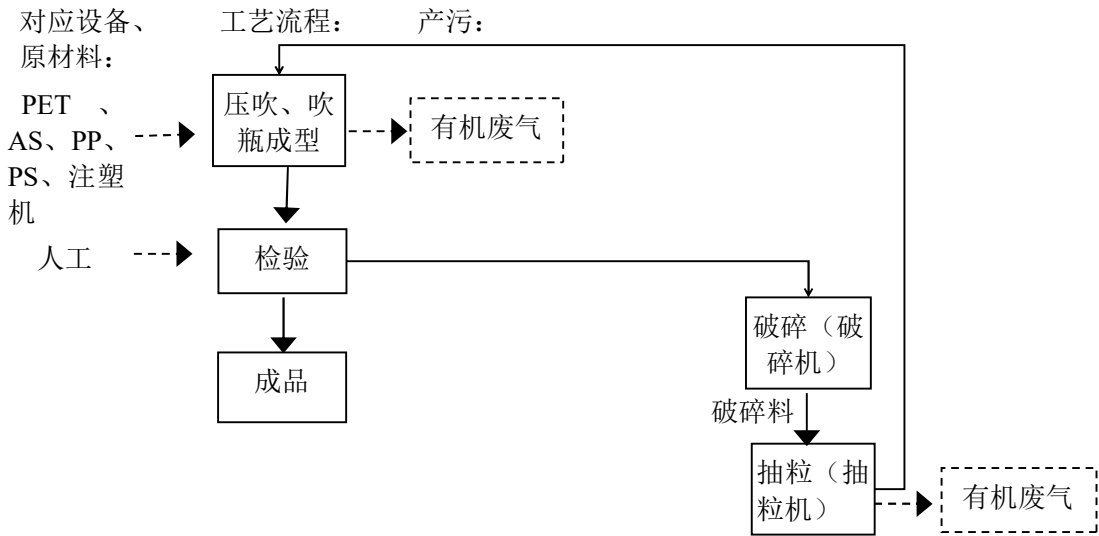 对应设备、
原材料：
工艺流程：
产污：
PET 、
AS、PP、
PS、注塑
机
压吹、吹
瓶成型
有机废气
人工
检验
成品
破碎（破
碎机）
破碎料
抽粒（抽
粒机）
有机废气